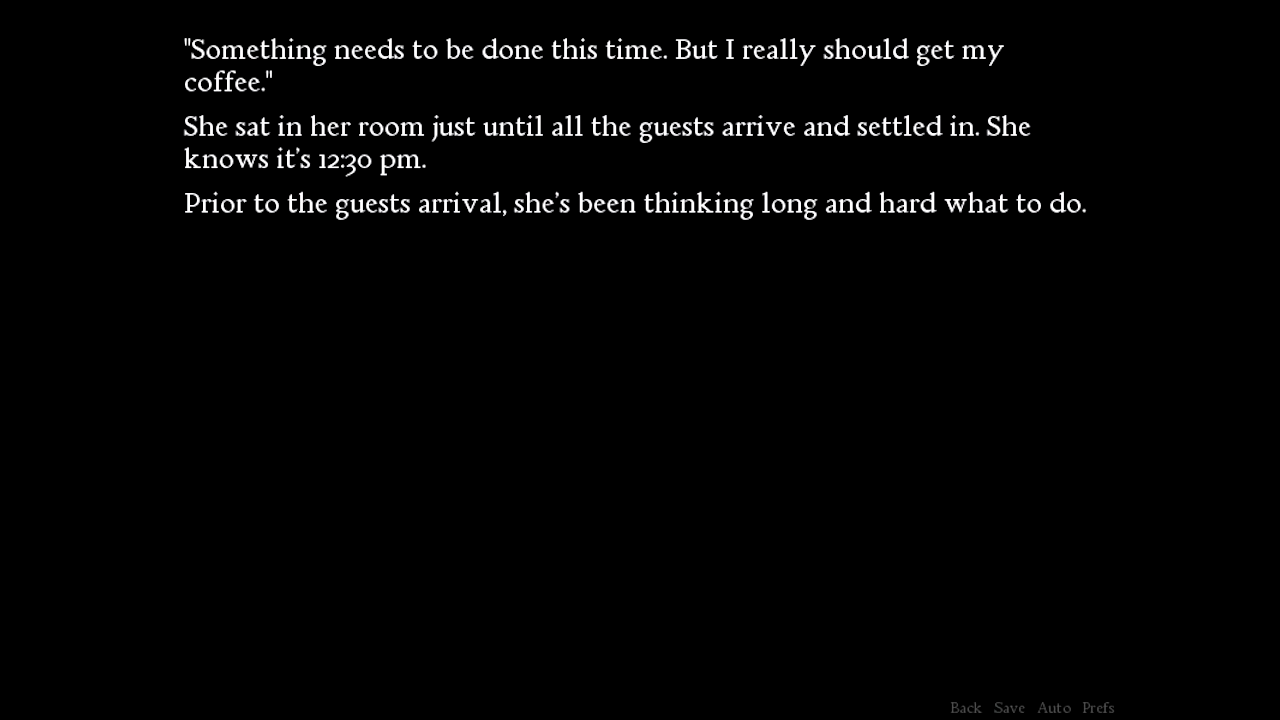 "Something needs to be done this time. But I really should get my
coffee."
She sat in her room just until all the guests arrive and settled in. She
knows it's 12:30 pm.
Prior to the guests arrival, she's been thinking long and hard what to do.
Back Save Auto Prefs